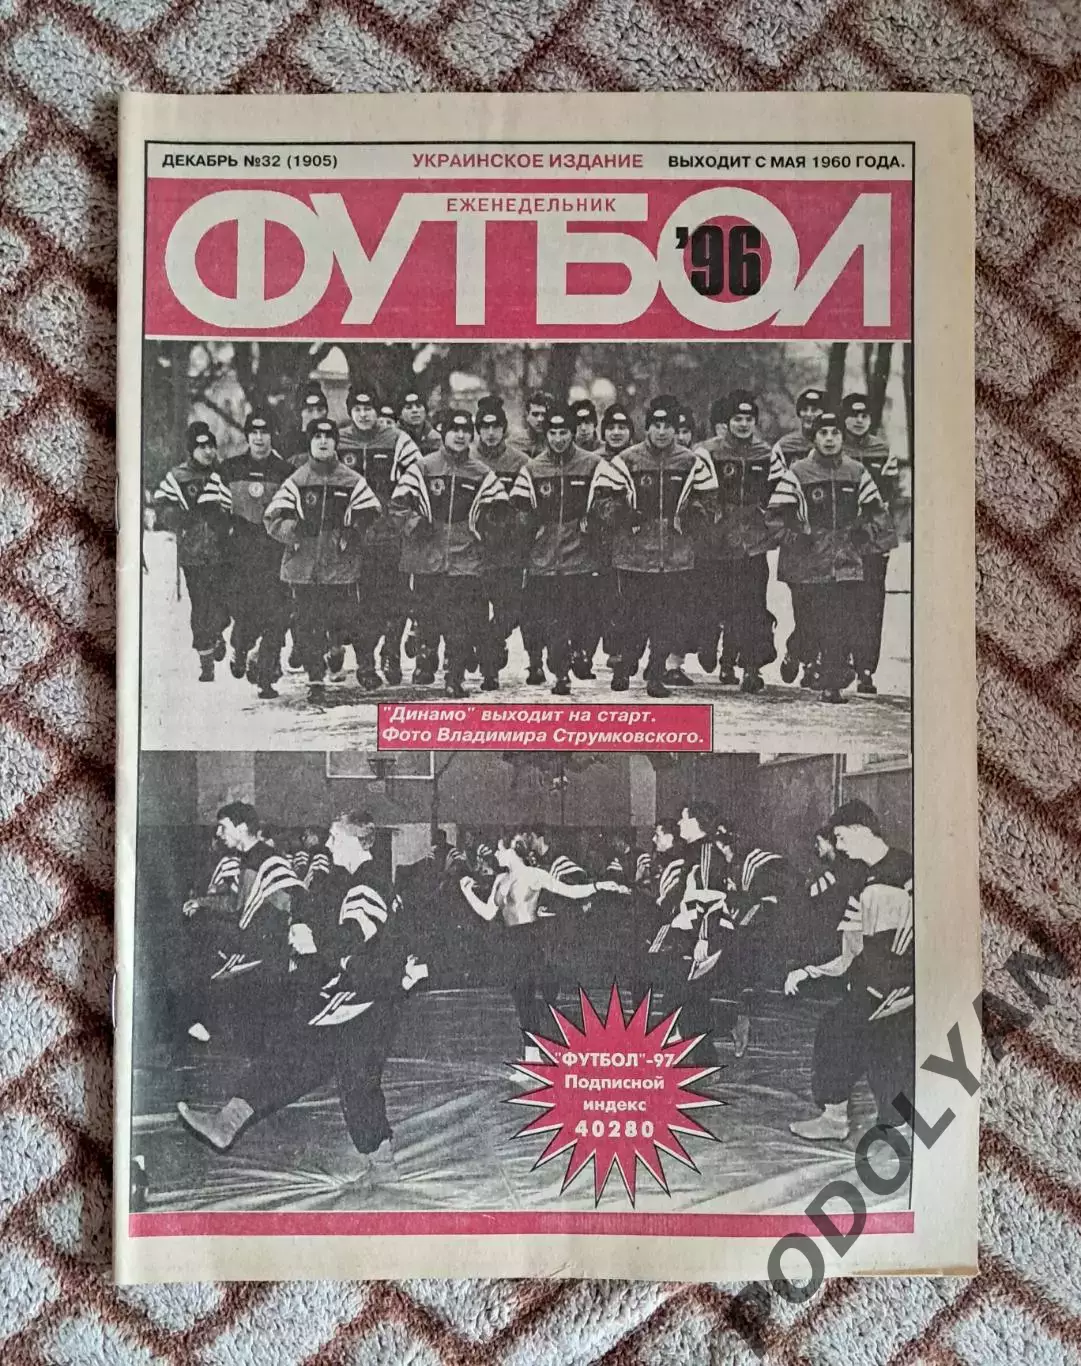 ДЕКАБРЬ №32 (1905) УКРАИНСКОЕ ИЗДАНИЕ ВЫХОДИТ С МАЯ 1960 ГОДА.
ЕЖЕНЕДЕЛЬНИК
ФУТБОЛ
'96
"Динамо" выходит на старт.
Фото Владимира Струмковского.
"ФУТБОЛ"-97
Подписной
индекс
40280
PODOLYAN